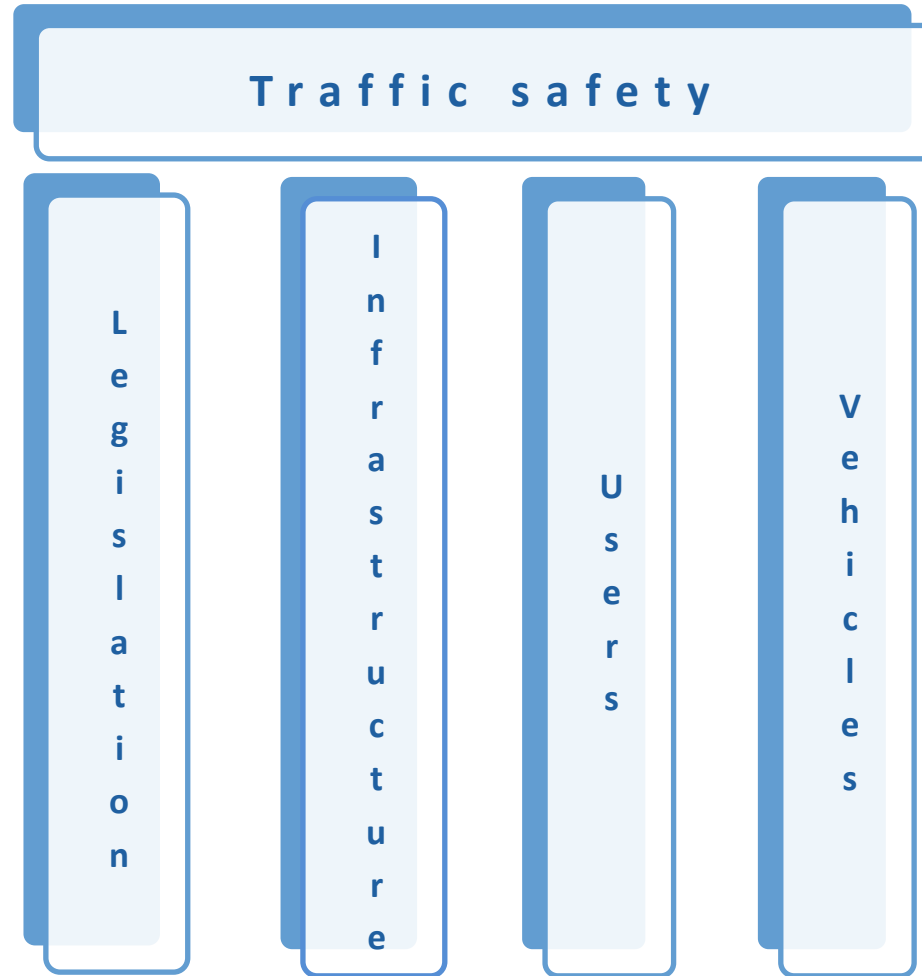 Traffic safety
Legislation
Infrastructure
Users
Vehicles